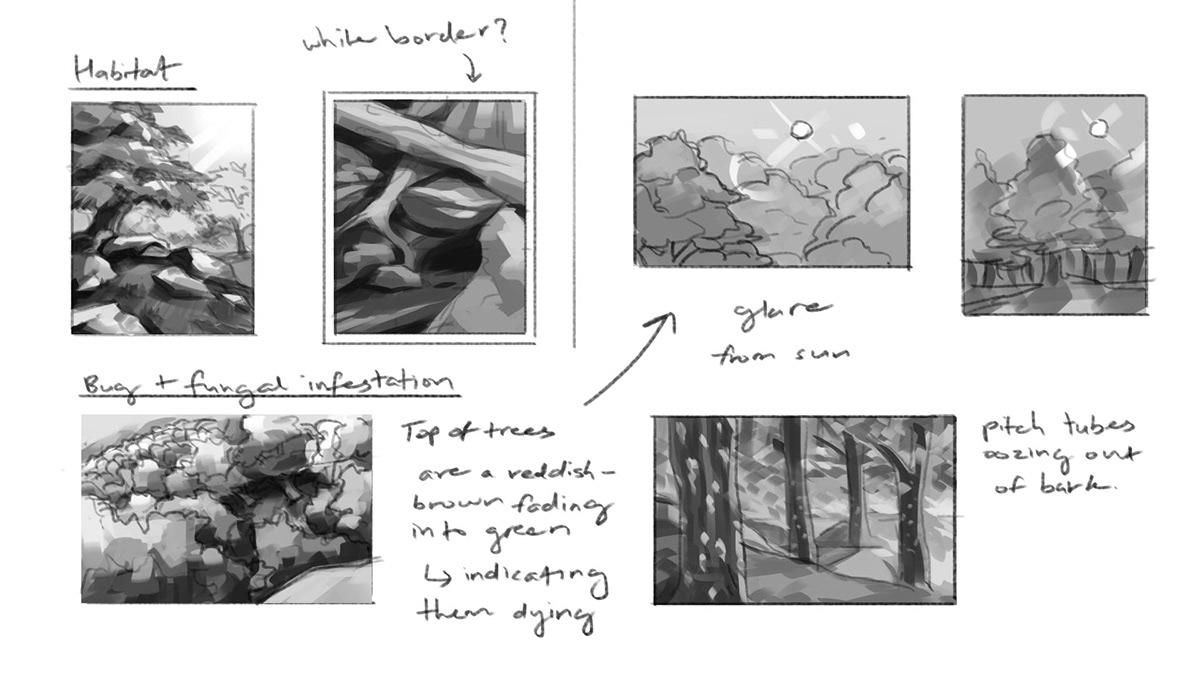 white border?
Habitat
glare
from sun
Bug + fungal infestation
Top of trees
are a reddish-
brown fading
into green
↳ indicating
them dying
pitch tubes
oozing out
of bark.